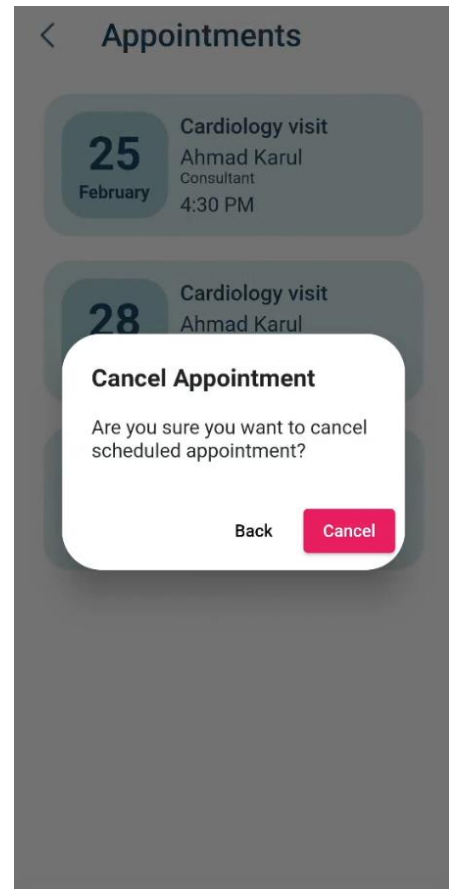 Appointments
25
February
Cardiology visit
Ahmad Karul
Consultant
4:30 PM
28
Cardiology visit
Ahmad Karul
Cancel Appointment
Are you sure you want to cancel
scheduled appointment?
Back
Cancel